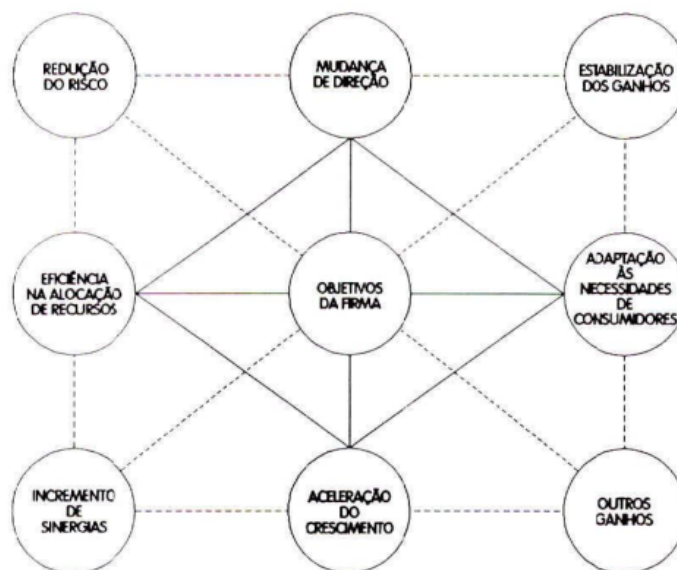 REDUÇÃO
DO RISCO
MUDANÇA
DE DIREÇÃO
ESTABILIZAÇÃO
DOS GANHOS
EFICIÊNCIA
NA ALOCAÇÃO
DE RECURSOS
OBJETIVOS
DA FIRMA
ADAPTAÇÃO
ÀS
NECESSIDADES
DE
CONSUMIDORES
INCREMENTO
DE
SINERGIAS
ACELERAÇÃO
DO
CRESCIMENTO
OUTROS
GANHOS